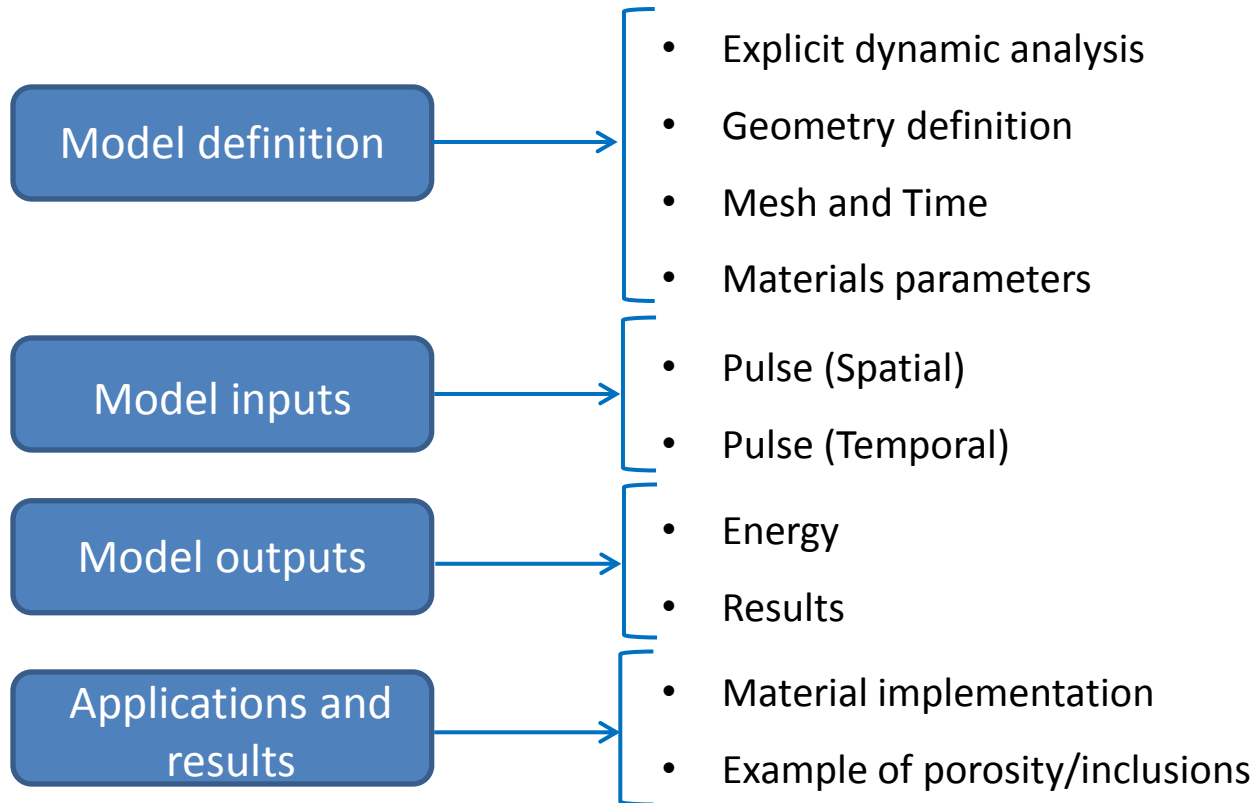 Model definition
• Explicit dynamic analysis
• Geometry definition
• Mesh and Time
• Materials parameters
Model inputs
• Pulse (Spatial)
• Pulse (Temporal)
Model outputs
• Energy
• Results
Applications and
results
• Material implementation
• Example of porosity/inclusions